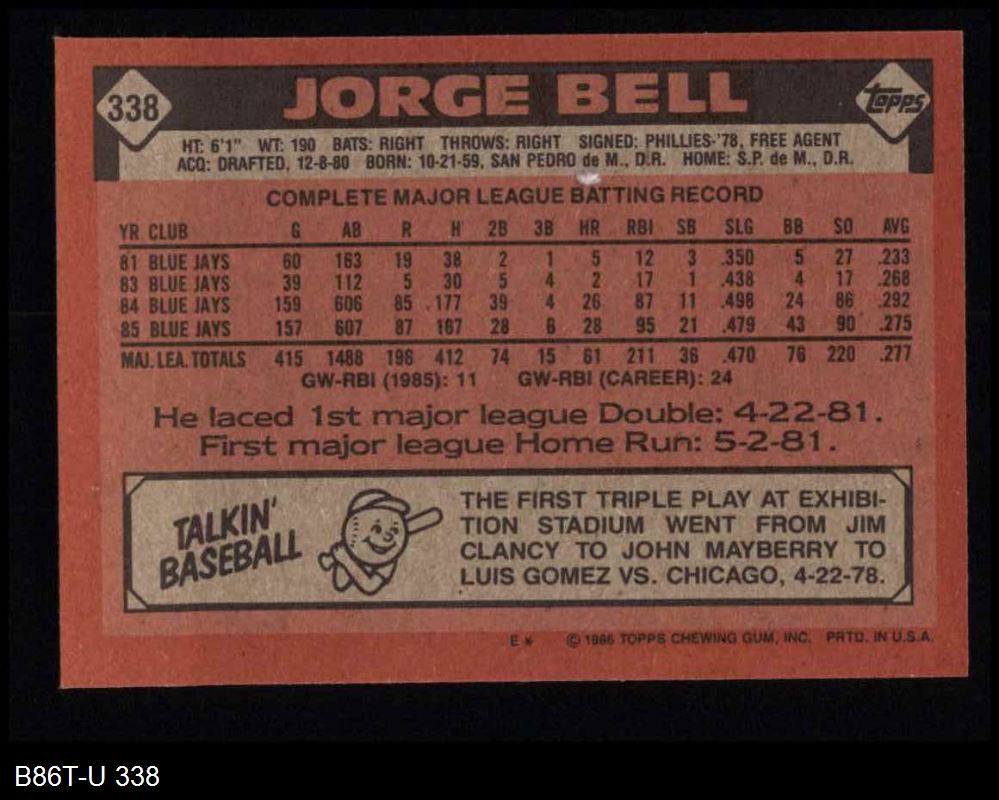 338
JORGE BELL
Topps
HT: 6'1" WT: 190 BATS: RIGHT THROWS: RIGHT SIGNED: PHILLIES-'78, FREE AGENT
ACQ: DRAFTED, 12-8-80 BORN: 10-21-59, SAN PEDRO de M., D.R. HOME: S.P. de M., D.R.
COMPLETE MAJOR LEAGUE BATTING RECORD
YR CLUB G AB R H 2B 3B HR RBI SB SLG BB SO AVG
81 BLUE JAYS 60 163 19 38 2 1 5 12 3 .350 5 27 .233
83 BLUE JAYS 39 112 5 30 5 4 2 17 1 .438 4 17 .268
84 BLUE JAYS 159 606 85 177 39 4 26 87 11 .498 24 86 .292
85 BLUE JAYS 157 607 87 167 28 6 28 95 21 .479 43 90 .275
MAJ. LEA. TOTALS 415 1488 196 412 74 15 61 211 36 .470 76 220 .277
GW-RBI (1985): 11 GW-RBI (CAREER): 24
He laced 1st major league Double: 4-22-81.
First major league Home Run: 5-2-81.
TALKIN'
BASEBALL
THE FIRST TRIPLE PLAY AT EXHIBI-
TION STADIUM WENT FROM JIM
CLANCY TO JOHN MAYBERRY TO
LUIS GOMEZ VS. CHICAGO, 4-22-78.
E * © 1986 TOPPS CHEWING GUM, INC. PRTD. IN U.S.A.
B86T-U 338